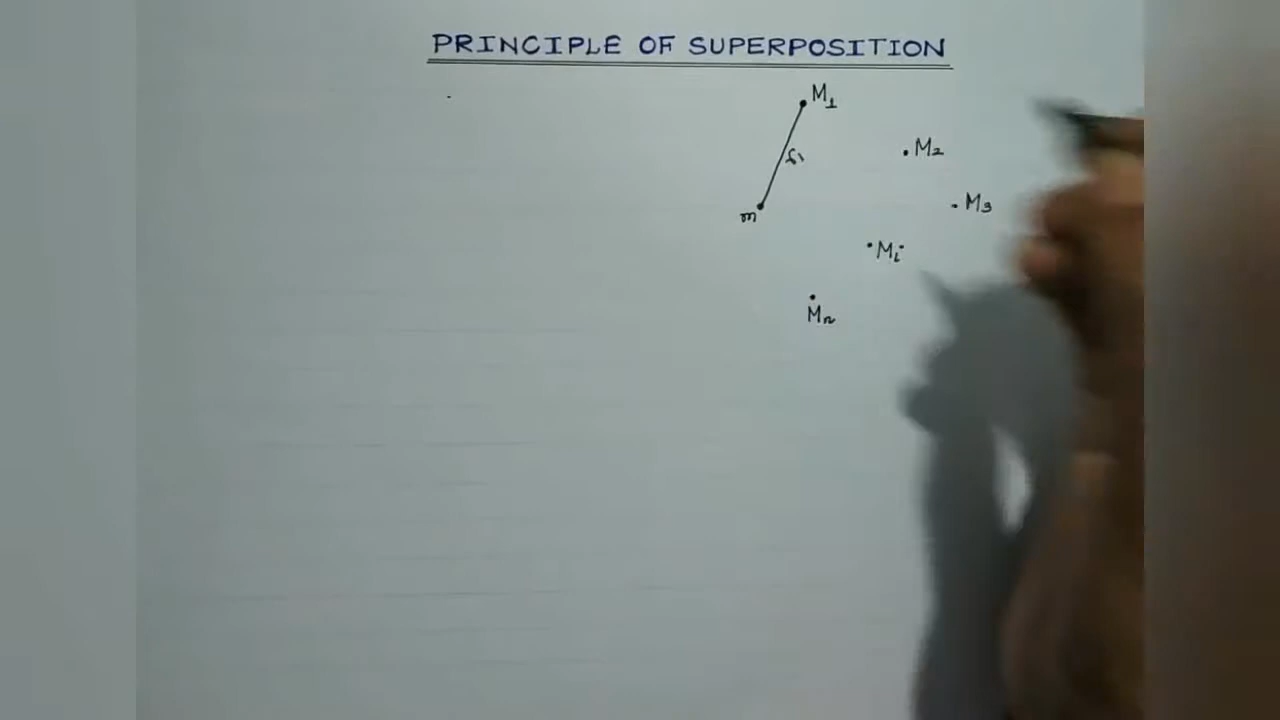 PRINCIPLE OF SUPERPOSITION
M₁
r₁
M₂
m
M₃
Mᵢ
Mₙ